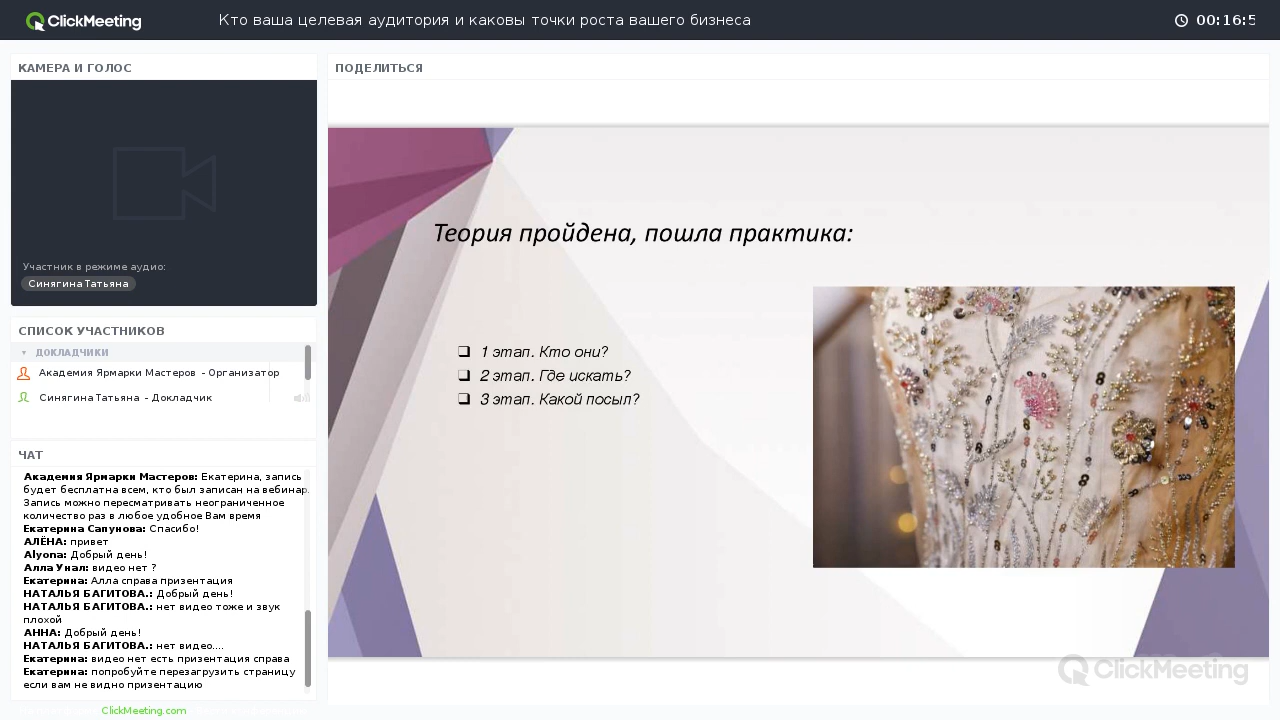 ClickMeeting
Кто ваша целевая аудитория и каковы точки роста вашего бизнеса
00:16:5
КАМЕРА И ГОЛОС
Участник в режиме аудио:
Синягина Татьяна
СПИСОК УЧАСТНИКОВ
ДОКЛАДЧИКИ
Академия Ярмарки Мастеров - Организатор
Синягина Татьяна - Докладчик
ЧАТ
Академия Ярмарки Мастеров: Екатерина, запись
будет бесплатна всем, кто был записан на вебинар.
Запись можно пересматривать неограниченное
количество раз в любое удобное Вам время
Екатерина Сапунова: Спасибо!
АЛЁНА: привет
Alyona: Добрый день!
Алла Унал: видео нет ?
Екатерина: Алла справа призентация
НАТАЛЬЯ БАГИТОВА.: Добрый день!
НАТАЛЬЯ БАГИТОВА.: нет видео тоже и звук
плохой
АННА: Добрый день!
НАТАЛЬЯ БАГИТОВА.: нет видео....
Екатерина: видео нет есть призентация справа
Екатерина: попробуйте перезагрузить страницу
если вам не видно призентацию
ClickMeeting.com
ПОДЕЛИТЬСЯ
Теория пройдена, пошла практика:
1 этап. Кто они?
2 этап. Где искать?
3 этап. Какой посыл?
ClickMeeting